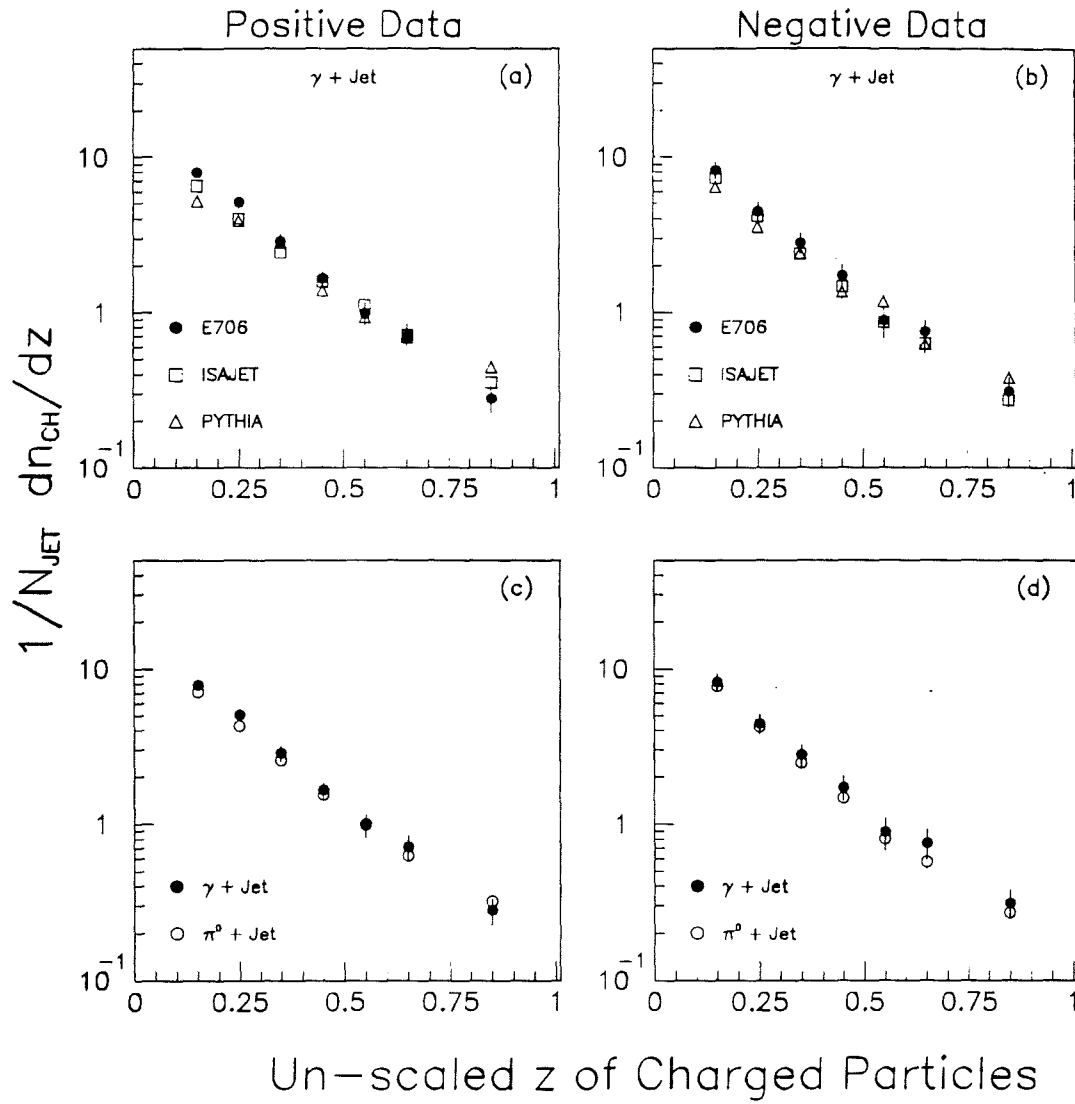 Positive Data
Negative Data
γ + Jet
(a)
γ + Jet
(b)
10
1
10⁻¹
● E706
□ ISAJET
△ PYTHIA
0 0.25 0.5 0.75 1
10
1
10⁻¹
● E706
□ ISAJET
△ PYTHIA
0 0.25 0.5 0.75 1
1/N_JET dn_CH/dz
(c)
(d)
10
1
10⁻¹
● γ + Jet
○ π⁰ + Jet
0 0.25 0.5 0.75 1
10
1
10⁻¹
● γ + Jet
○ π⁰ + Jet
0 0.25 0.5 0.75 1
Un-scaled z of Charged Particles